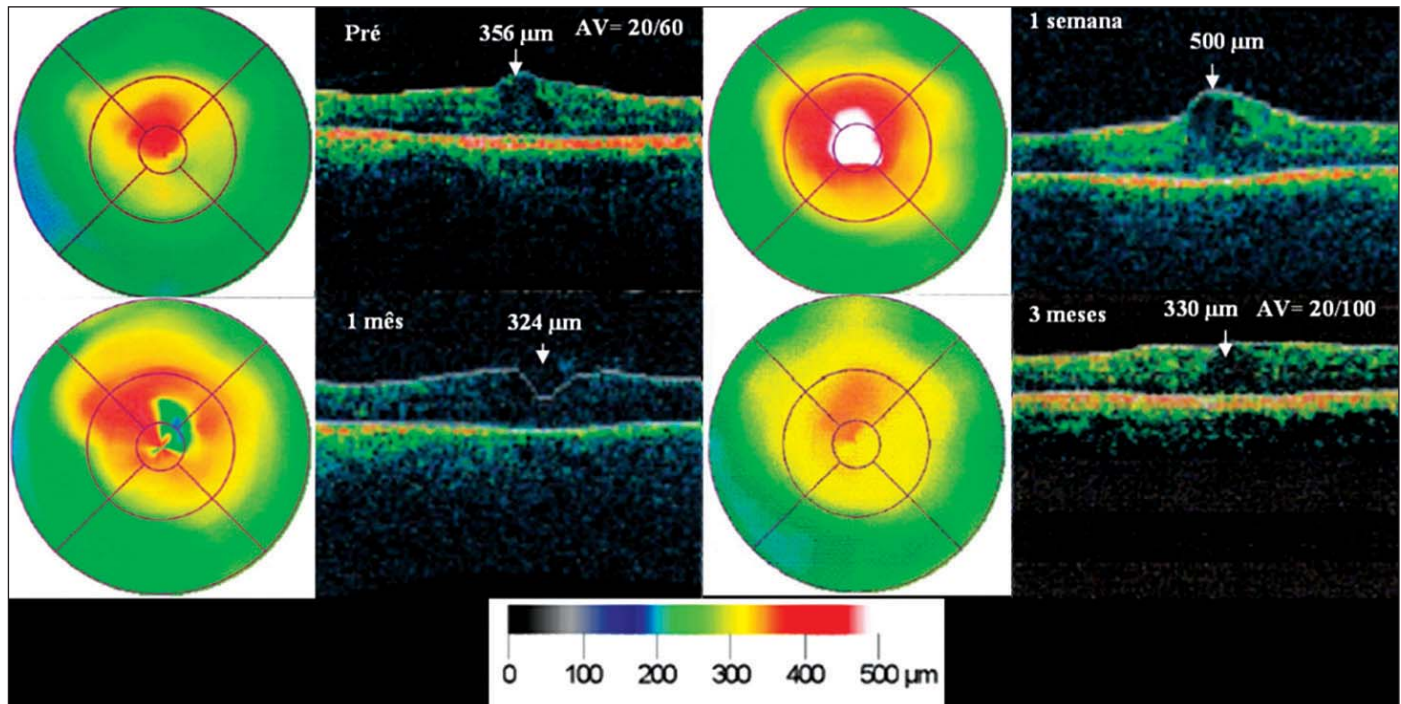 Pré
356 µm
AV= 20/60
1 semana
500 µm
1 mês
324 µm
3 meses
330 µm
AV= 20/100
0 100 200 300 400 500 µm